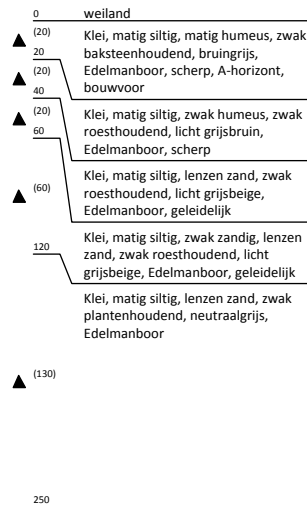 0 weiland
(20) Klei, matig siltig, matig humeus, zwak
20 baksteenhoudend, bruingrijs,
(20) Edelmanboor, scherp, A-horizont,
40 bouwvoor
(20) Klei, matig siltig, zwak humeus, zwak
60 roesthoudend, licht grijsbruin,
Edelmanboor, scherp
Klei, matig siltig, lenzen zand, zwak
(60) roesthoudend, licht grijsbeige,
Edelmanboor, geleidelijk
Klei, matig siltig, zwak zandig, lenzen
120 zand, zwak roesthoudend, licht
grijsbeige, Edelmanboor, geleidelijk
Klei, matig siltig, lenzen zand, zwak
plantenhoudend, neutraalgrijs,
Edelmanboor
(130)
250